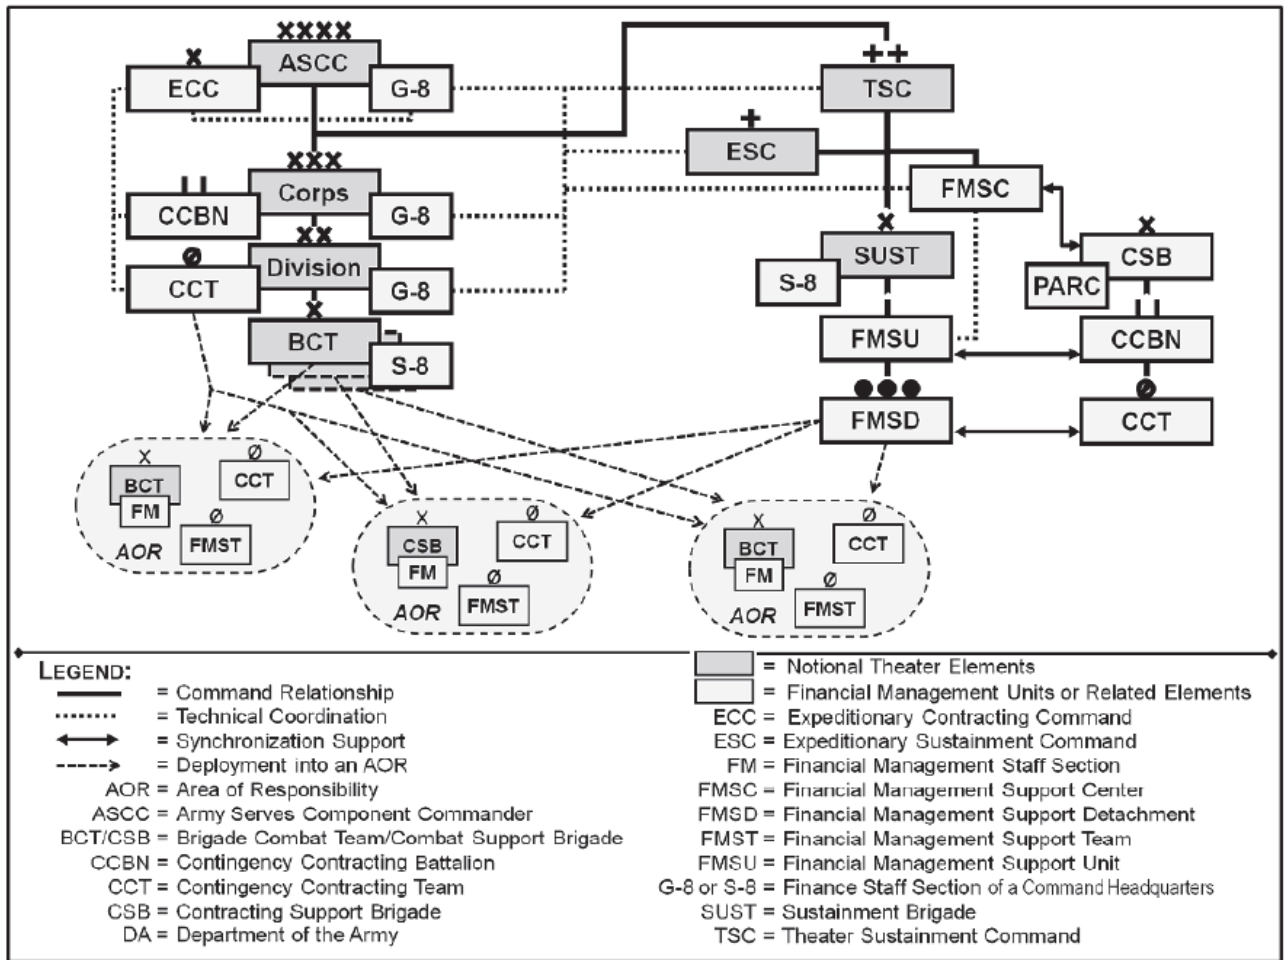 XXXX
ASCC
X
ECC
G-8
++
TSC
+
ESC
XXX
Corps
CCBN
G-8
FMSC
XX
Division
CCT
G-8
X
SUST
S-8
X
CSB
PARC
X
BCT
S-8
FMSU
CCBN
FMSD
CCT
X
BCT
FM
Ø
CCT
Ø
FMST
AOR
X
CSB
FM
Ø
CCT
Ø
FMST
AOR
X
BCT
FM
Ø
CCT
Ø
FMST
AOR
LEGEND:
= Command Relationship
= Technical Coordination
= Synchronization Support
= Deployment into an AOR
AOR = Area of Responsibility
ASCC = Army Serves Component Commander
BCT/CSB = Brigade Combat Team/Combat Support Brigade
CCBN = Contingency Contracting Battalion
CCT = Contingency Contracting Team
CSB = Contracting Support Brigade
DA = Department of the Army
= Notional Theater Elements
= Financial Management Units or Related Elements
ECC = Expeditionary Contracting Command
ESC = Expeditionary Sustainment Command
FM = Financial Management Staff Section
FMSC = Financial Management Support Center
FMSD = Financial Management Support Detachment
FMST = Financial Management Support Team
FMSU = Financial Management Support Unit
G-8 or S-8 = Finance Staff Section of a Command Headquarters
SUST = Sustainment Brigade
TSC = Theater Sustainment Command